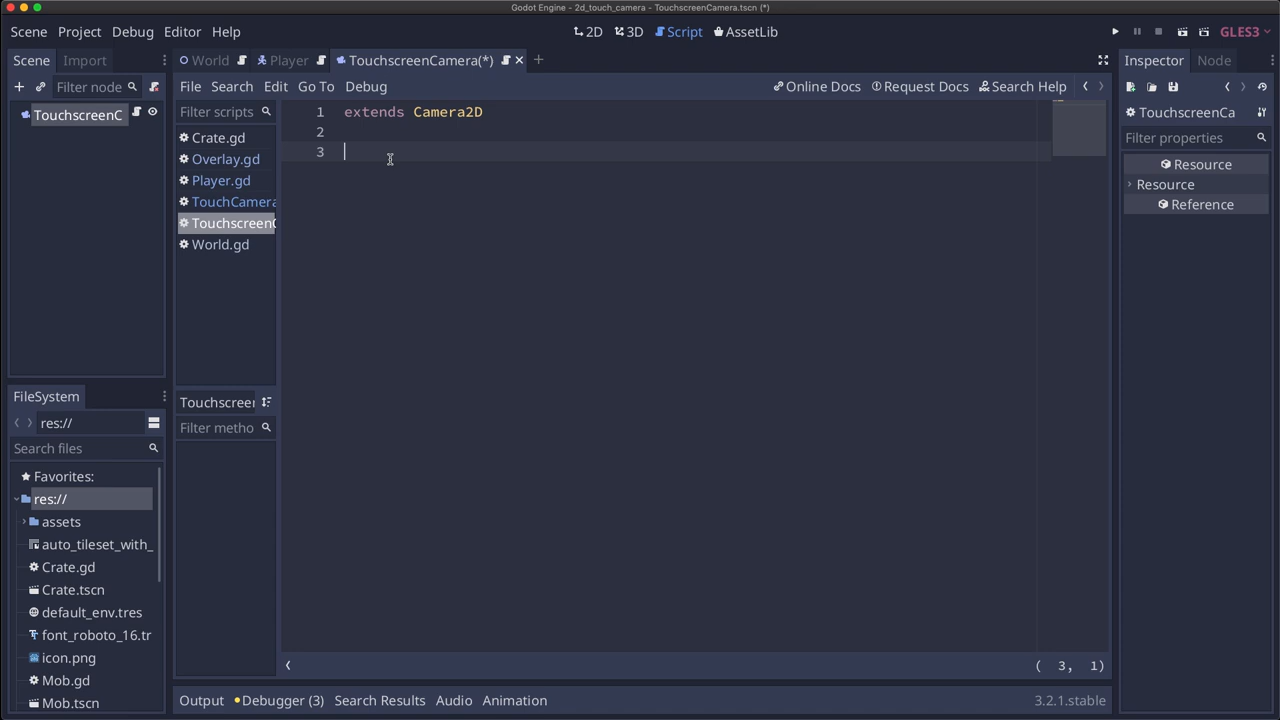 Godot Engine - 2d_touch_camera - TouchscreenCamera.tscn (*)
Scene Project Debug Editor Help
2D 3D Script AssetLib
GLES3
Scene Import
World Player TouchscreenCamera(*)
Inspector Node
Filter node
File Search Edit Go To Debug
Online Docs Request Docs Search Help
TouchscreenC
Filter scripts
Crate.gd
Overlay.gd
Player.gd
TouchCamera
Touchscreen
World.gd
1 extends Camera2D
2
3
TouchscreenCa
Filter properties
Resource
Resource
Reference
Touchscreen
Filter metho
FileSystem
res://
Search files
Favorites:
res://
assets
auto_tileset_with_
Crate.gd
Crate.tscn
default_env.tres
font_roboto_16.tr
icon.png
Mob.gd
Mob.tscn
( 3, 1)
Output Debugger (3) Search Results Audio Animation
3.2.1.stable